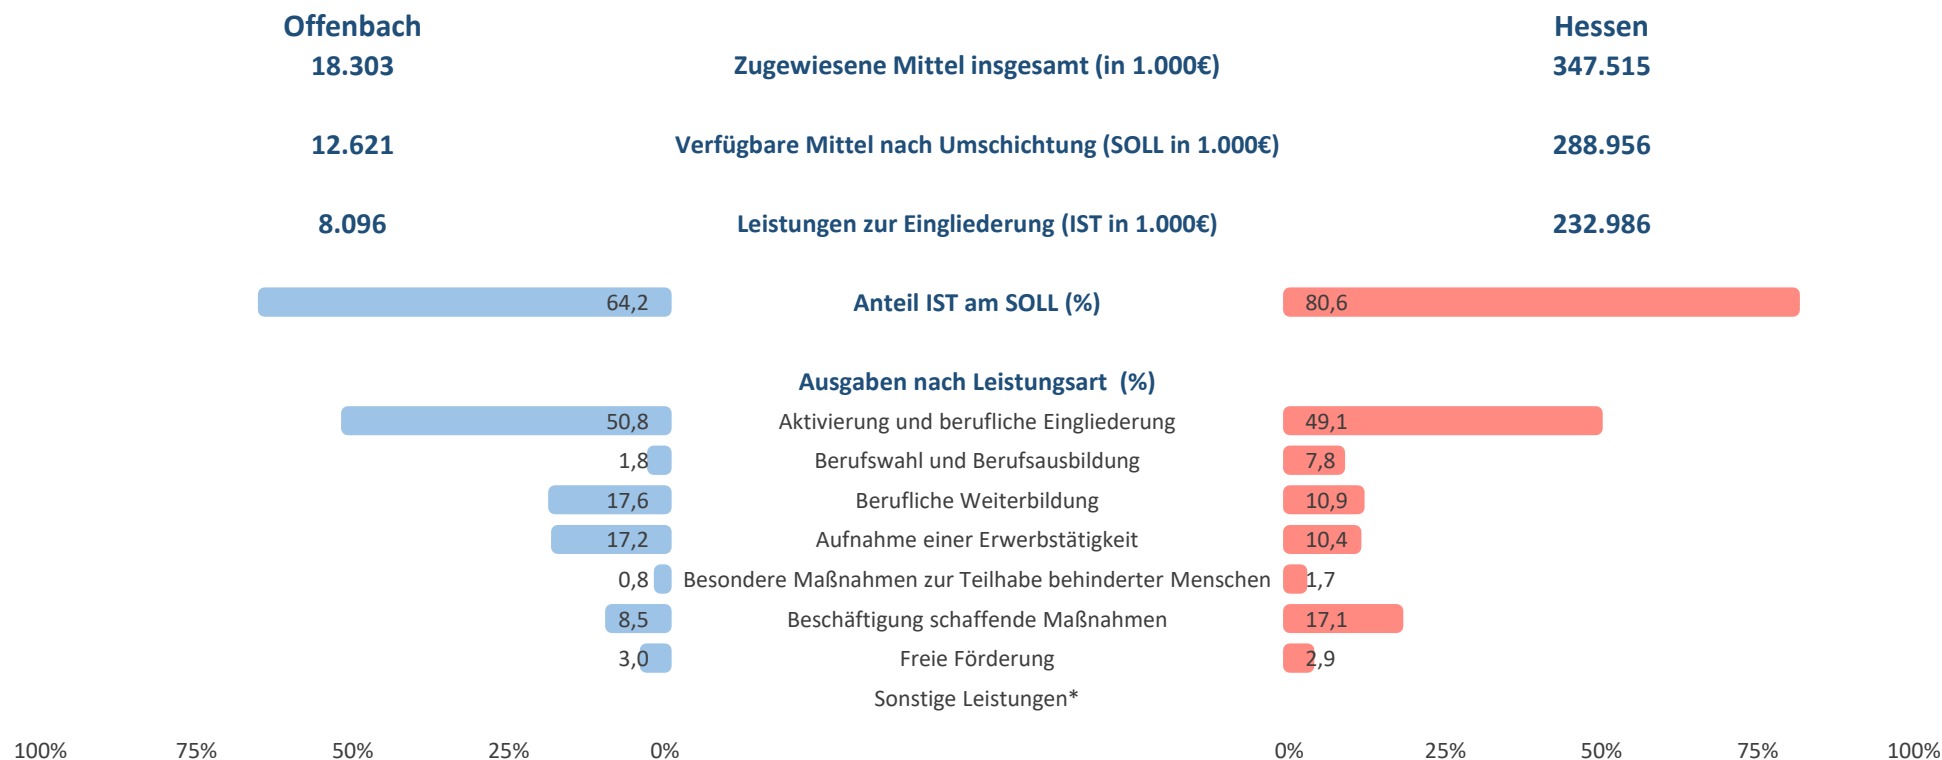 Offenbach Hessen
18.303 Zugewiesene Mittel insgesamt (in 1.000€) 347.515
12.621 Verfügbare Mittel nach Umschichtung (SOLL in 1.000€) 288.956
8.096 Leistungen zur Eingliederung (IST in 1.000€) 232.986
64,2 Anteil IST am SOLL (%) 80,6
Ausgaben nach Leistungsart (%)
50,8 Aktivierung und berufliche Eingliederung 49,1
1,8 Berufswahl und Berufsausbildung 7,8
17,6 Berufliche Weiterbildung 10,9
17,2 Aufnahme einer Erwerbstätigkeit 10,4
0,8 Besondere Maßnahmen zur Teilhabe behinderter Menschen 1,7
8,5 Beschäftigung schaffende Maßnahmen 17,1
3,0 Freie Förderung 2,9
Sonstige Leistungen*
100% 75% 50% 25% 0% 0% 25% 50% 75% 100%